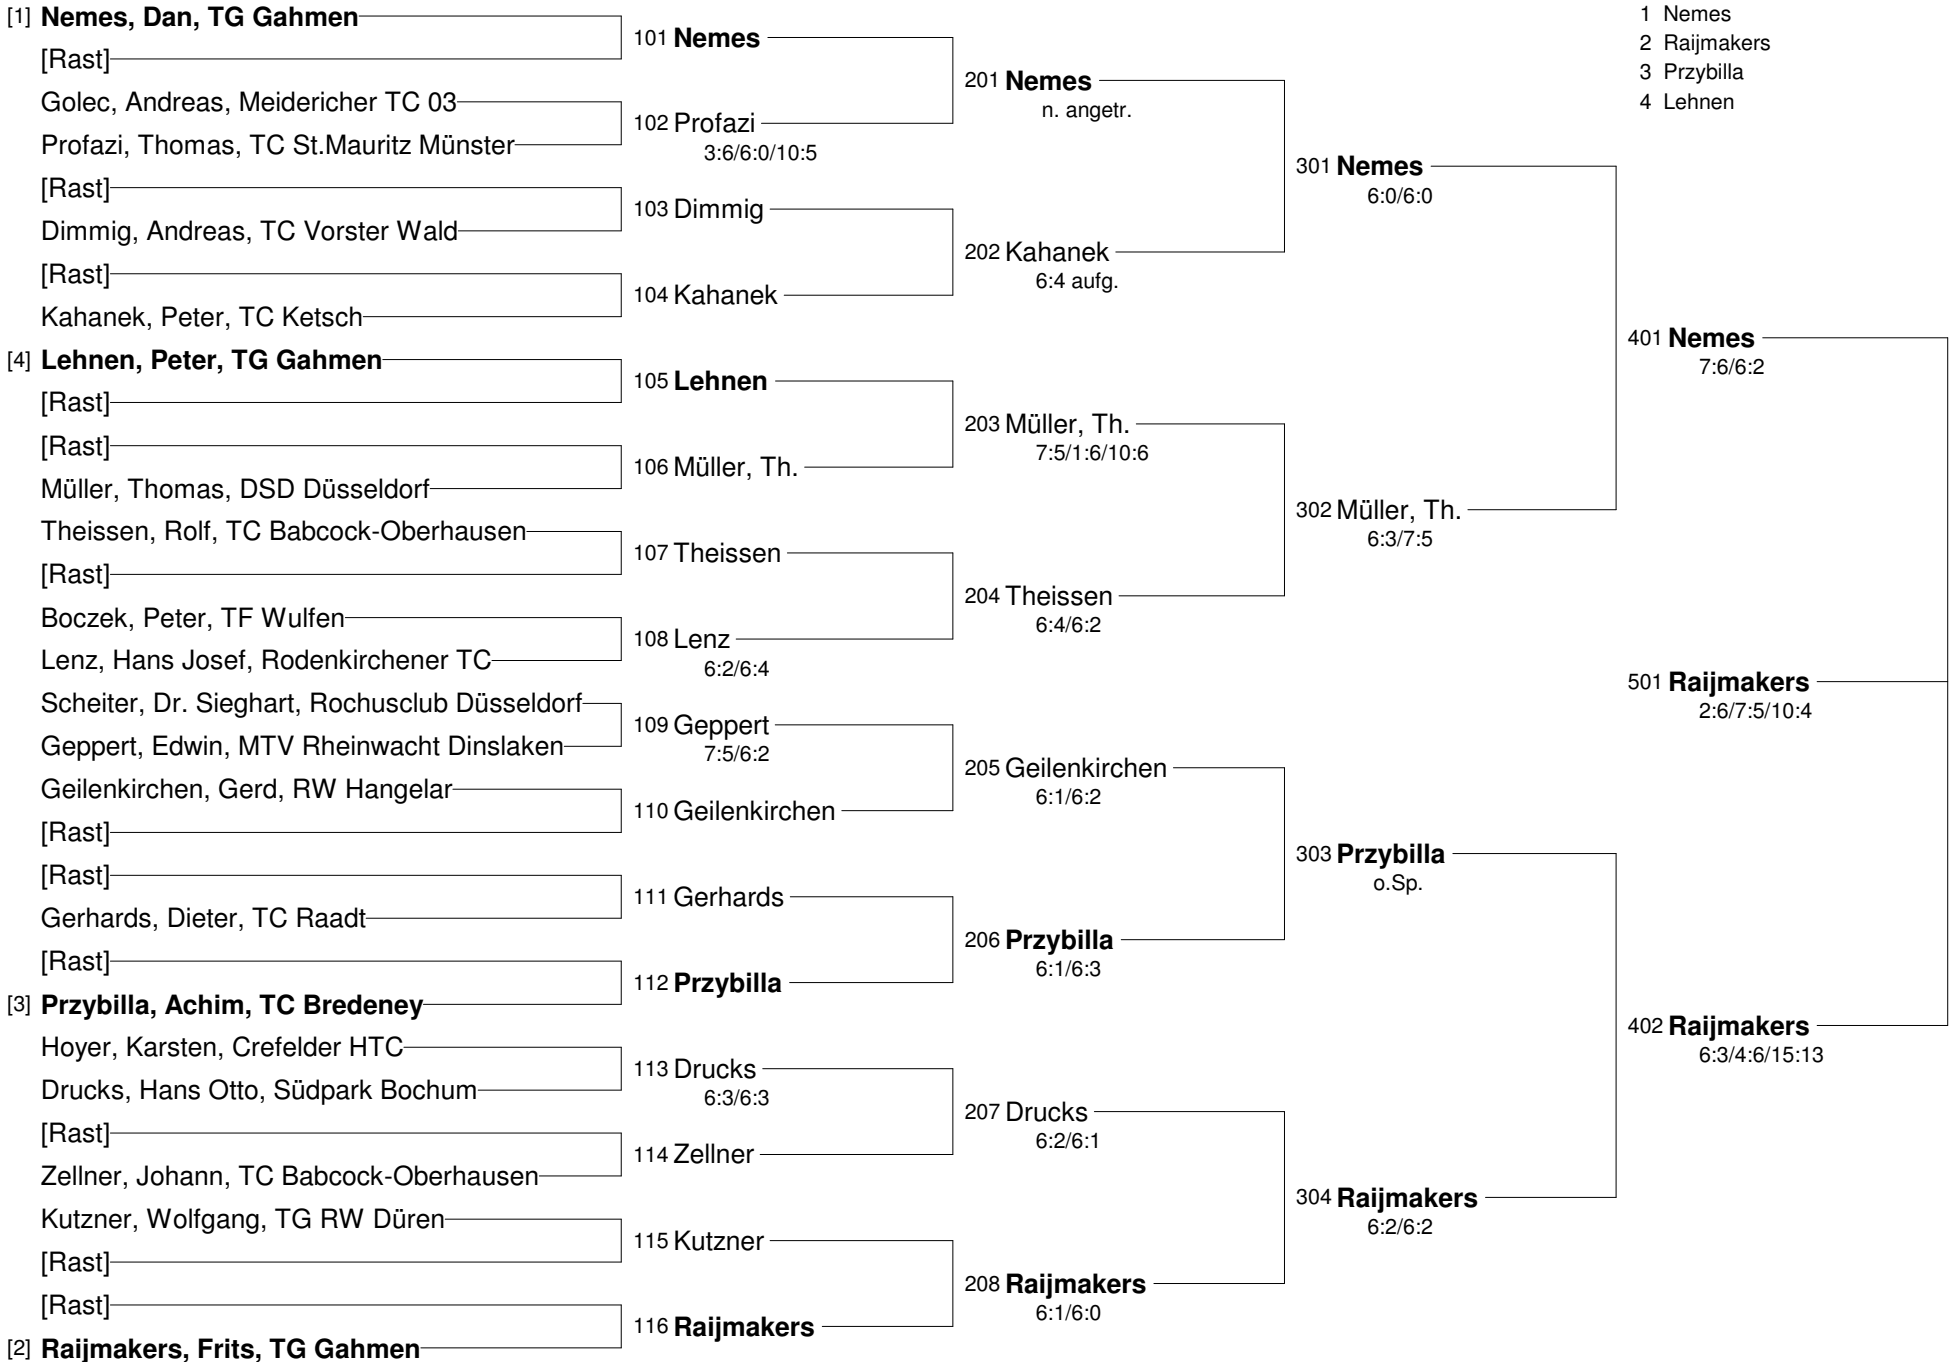 [1] Nemes, Dan, TG Gahmen
[Rast]
Golec, Andreas, Meidericher TC 03
Profazi, Thomas, TC St.Mauritz Münster
[Rast]
Dimmig, Andreas, TC Vorster Wald
[Rast]
Kahanek, Peter, TC Ketsch
[4] Lehnen, Peter, TG Gahmen
[Rast]
[Rast]
Müller, Thomas, DSD Düsseldorf
Theissen, Rolf, TC Babcock-Oberhausen
[Rast]
Boczek, Peter, TF Wulfen
Lenz, Hans Josef, Rodenkirchener TC
Scheiter, Dr. Sieghart, Rochusclub Düsseldorf
Geppert, Edwin, MTV Rheinwacht Dinslaken
Geilenkirchen, Gerd, RW Hangelar
[Rast]
[Rast]
Gerhards, Dieter, TC Raadt
[Rast]
[3] Przybilla, Achim, TC Bredeney
Hoyer, Karsten, Crefelder HTC
Drucks, Hans Otto, Südpark Bochum
[Rast]
Zellner, Johann, TC Babcock-Oberhausen
Kutzner, Wolfgang, TG RW Düren
[Rast]
[Rast]
[2] Raijmakers, Frits, TG Gahmen
101 Nemes
102 Profazi
3:6/6:0/10:5
103 Dimmig
104 Kahanek
105 Lehnen
106 Müller, Th.
107 Theissen
108 Lenz
6:2/6:4
109 Geppert
7:5/6:2
110 Geilenkirchen
111 Gerhards
112 Przybilla
113 Drucks
6:3/6:3
114 Zellner
115 Kutzner
116 Raijmakers
201 Nemes
n. angetr.
202 Kahanek
6:4 aufg.
203 Müller, Th.
7:5/1:6/10:6
204 Theissen
6:4/6:2
205 Geilenkirchen
6:1/6:2
206 Przybilla
6:1/6:3
207 Drucks
6:2/6:1
208 Raijmakers
6:1/6:0
301 Nemes
6:0/6:0
302 Müller, Th.
6:3/7:5
303 Przybilla
o.Sp.
304 Raijmakers
6:2/6:2
401 Nemes
7:6/6:2
501 Raijmakers
2:6/7:5/10:4
402 Raijmakers
6:3/4:6/15:13
1 Nemes
2 Raijmakers
3 Przybilla
4 Lehnen